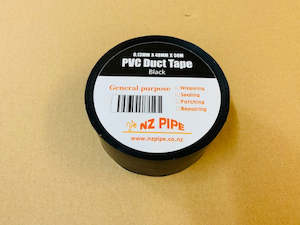 0.13MM X 48MM X 30M
PVC Duct Tape
Black
General purpose
Wrapping
Sealing
Patching
Repairing
NZ PIPE
www.nzpipe.co.nz